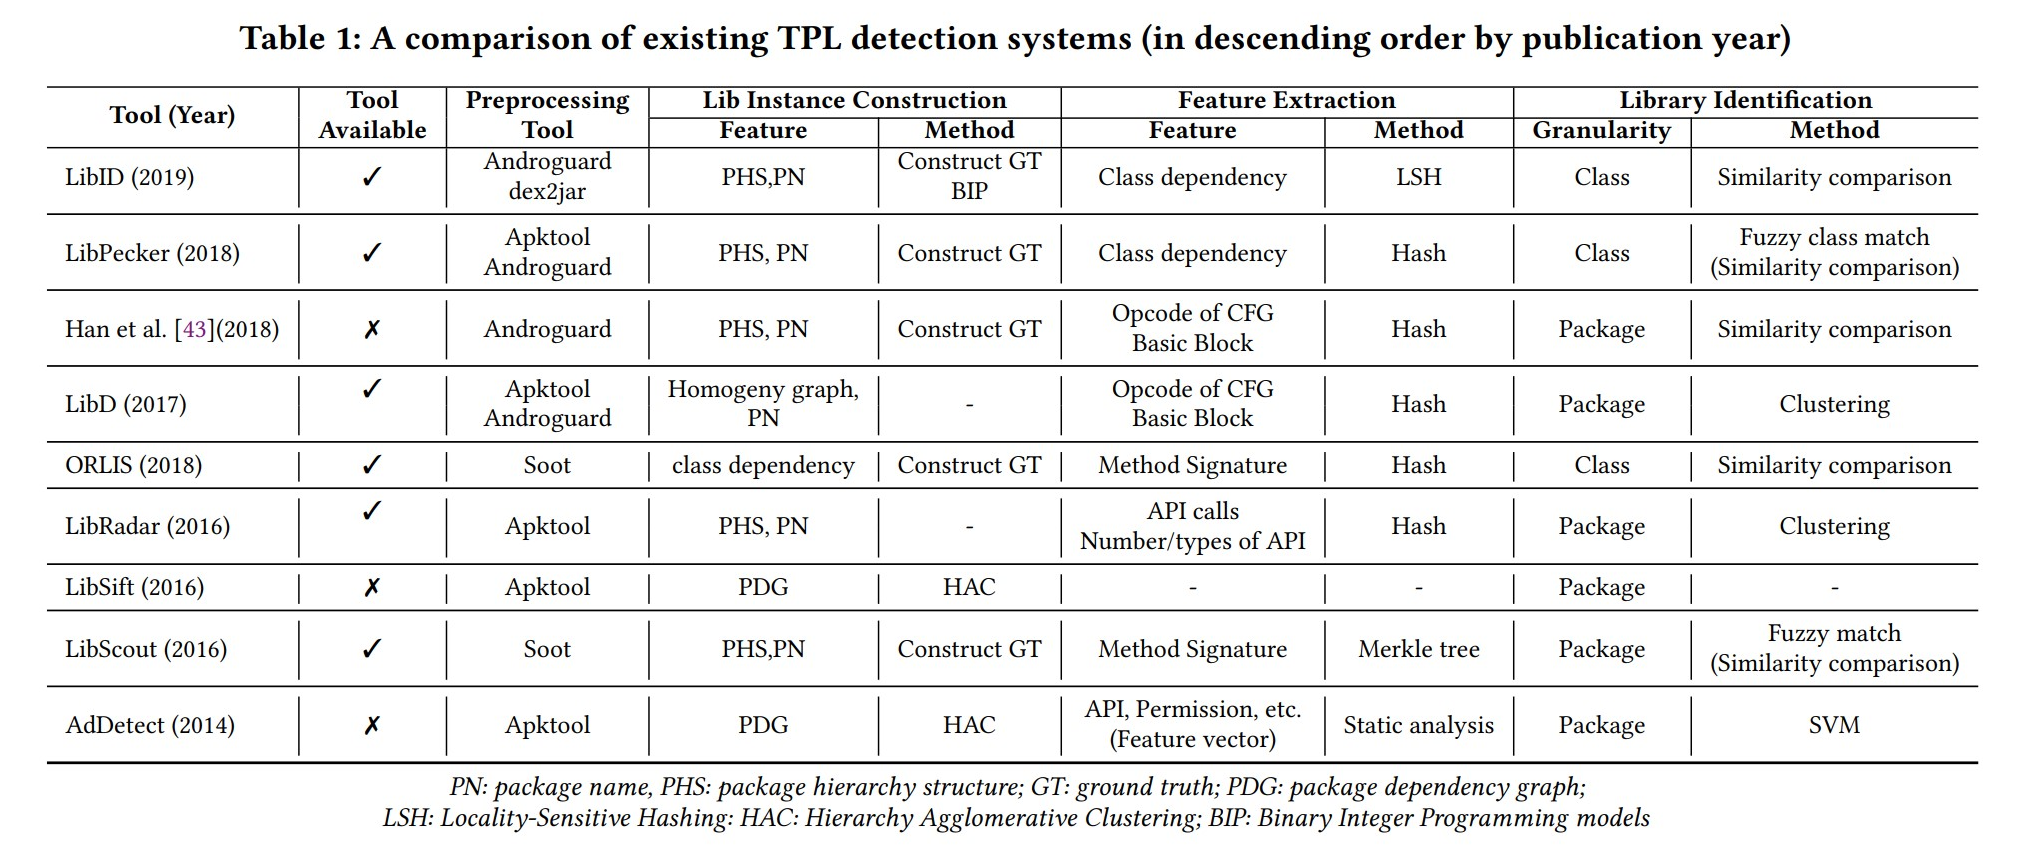 Table 1: A comparison of existing TPL detection systems (in descending order by publication year)
Tool (Year) Tool Available Preprocessing Tool Lib Instance Construction Feature Extraction Library Identification
Feature Method Feature Method Granularity Method
LibID (2019) ✓ Androguard dex2jar PHS,PN Construct GT BIP Class dependency LSH Class Similarity comparison
LibPecker (2018) ✓ Apktool Androguard PHS, PN Construct GT Class dependency Hash Class Fuzzy class match (Similarity comparison)
Han et al. [43](2018) ✗ Androguard PHS, PN Construct GT Opcode of CFG Basic Block Hash Package Similarity comparison
LibD (2017) ✓ Apktool Androguard Homogeny graph, PN - Opcode of CFG Basic Block Hash Package Clustering
ORLIS (2018) ✓ Soot class dependency Construct GT Method Signature Hash Class Similarity comparison
LibRadar (2016) ✓ Apktool PHS, PN - API calls Number/types of API Hash Package Clustering
LibSift (2016) ✗ Apktool PDG HAC - - Package -
LibScout (2016) ✓ Soot PHS,PN Construct GT Method Signature Merkle tree Package Fuzzy match (Similarity comparison)
AdDetect (2014) ✗ Apktool PDG HAC API, Permission, etc. (Feature vector) Static analysis Package SVM
PN: package name, PHS: package hierarchy structure; GT: ground truth; PDG: package dependency graph;
LSH: Locality-Sensitive Hashing: HAC: Hierarchy Agglomerative Clustering; BIP: Binary Integer Programming models